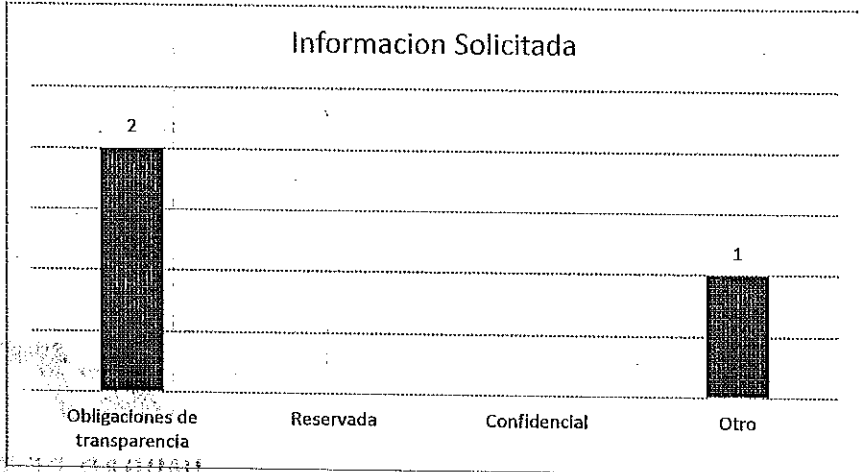 Informacion Solicitada
2
1
Obligaciones de
transparencia
Reservada
Confidencial
Otro